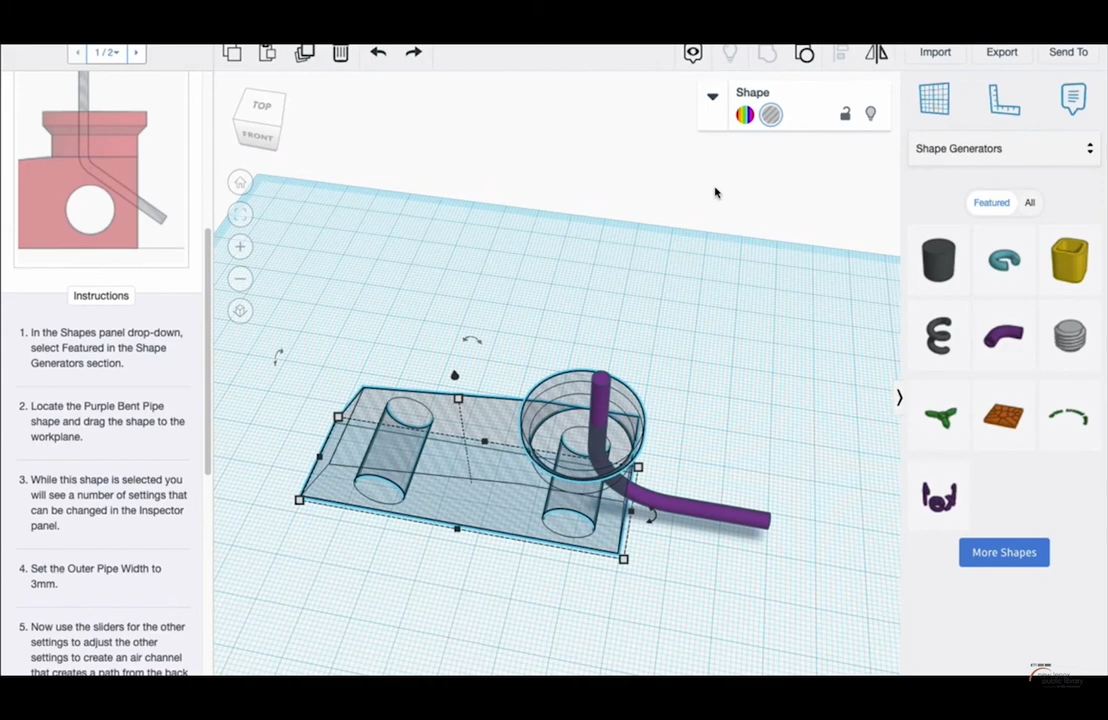 1/2
Import
Export
Send To
TOP
FRONT
Shape
Shape Generators
Featured
All
More Shapes
Instructions
1. In the Shapes panel drop-down,
select Featured in the Shape
Generators section.
2. Locate the Purple Bent Pipe
shape and drag the shape to the
workplane.
3. While this shape is selected you
will see a number of settings that
can be changed in the Inspector
panel.
4. Set the Outer Pipe Width to
3mm.
5. Now use the sliders for the other
settings to adjust the other
settings to create an air channel
that creates a path from the back
public library